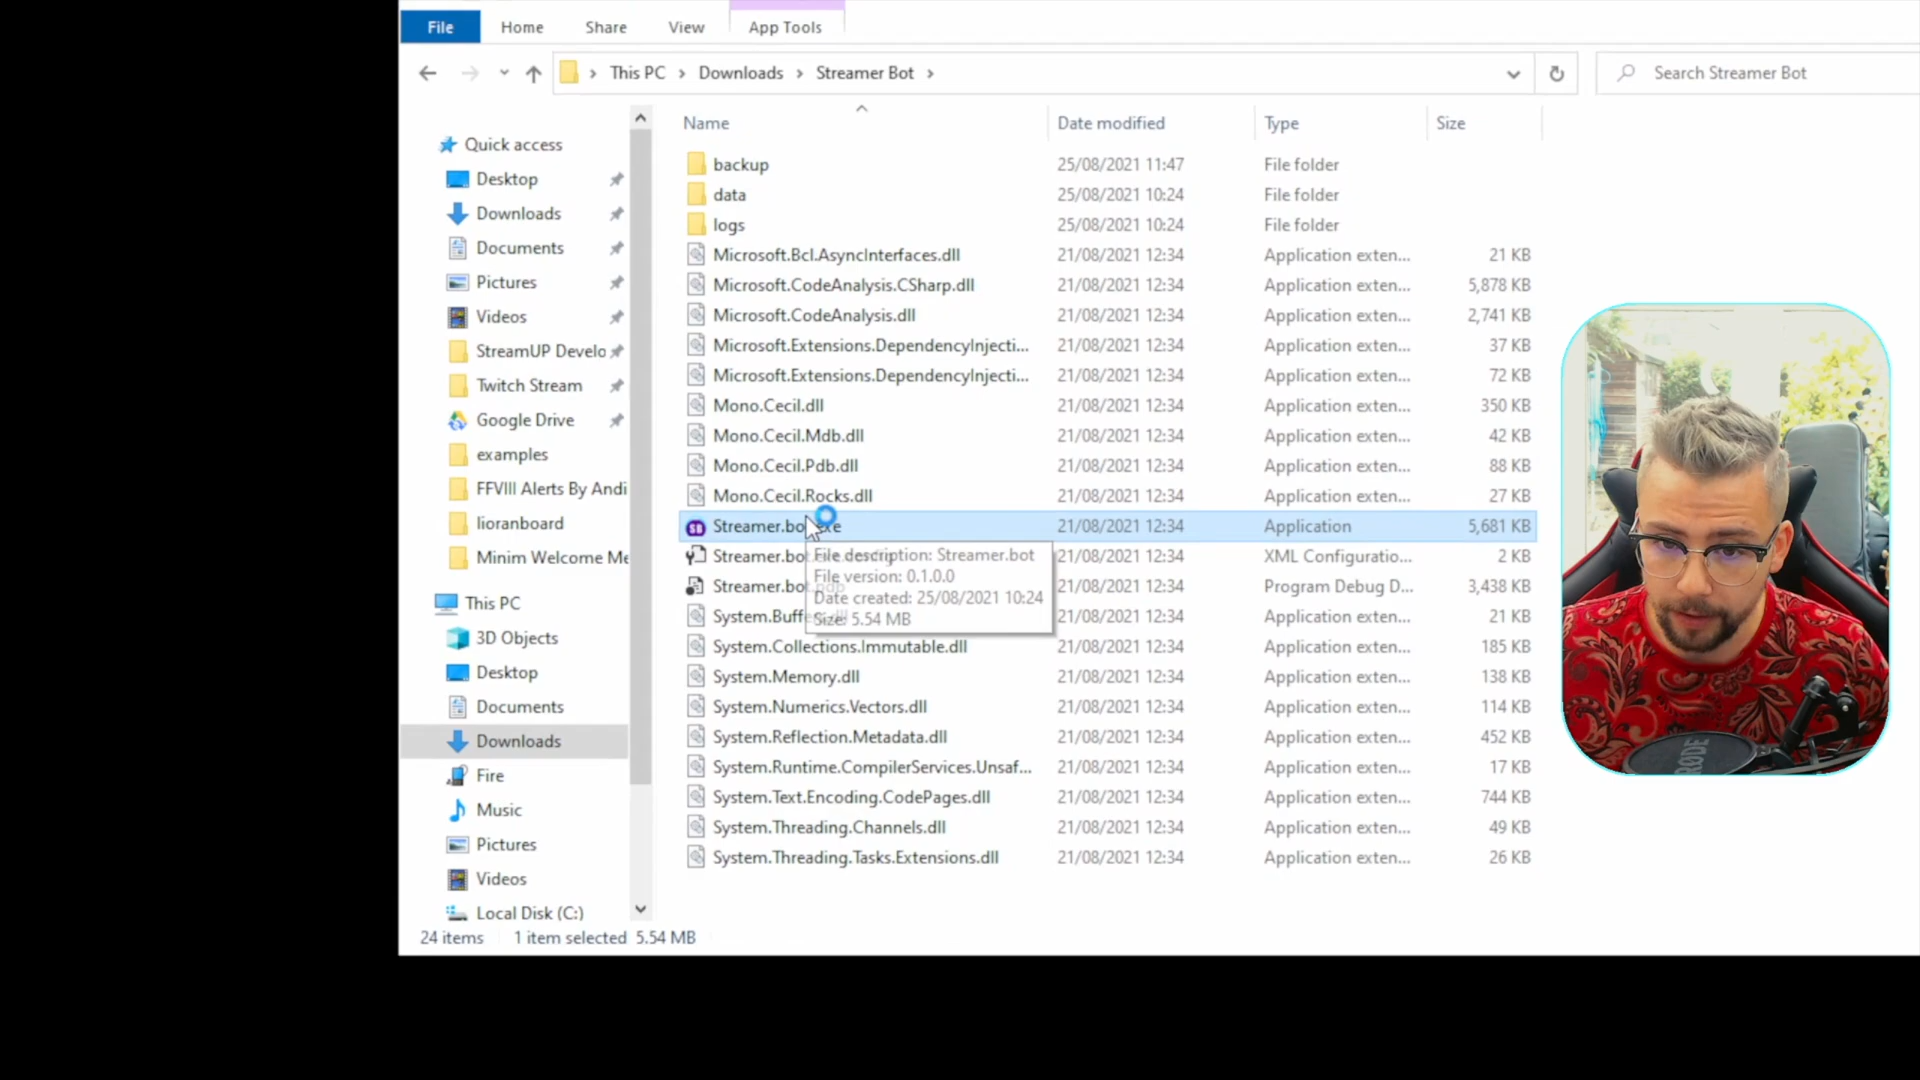 File Home Share View App Tools
This PC Downloads Streamer Bot Search Streamer Bot
Name Date modified Type Size
Quick access
Desktop
Downloads
Documents
Pictures
Videos
StreamUP Develo
Twitch Stream
Google Drive
examples
FFVIII Alerts By Andi
lioranboard
Minim Welcome Me
This PC
3D Objects
Desktop
Documents
Downloads
Fire
Music
Pictures
Videos
Local Disk (C:)
backup 25/08/2021 11:47 File folder
data 25/08/2021 10:24 File folder
logs 25/08/2021 10:24 File folder
Microsoft.Bcl.AsyncInterfaces.dll 21/08/2021 12:34 Application exten... 21 KB
Microsoft.CodeAnalysis.CSharp.dll 21/08/2021 12:34 Application exten... 5,878 KB
Microsoft.CodeAnalysis.dll 21/08/2021 12:34 Application exten... 2,741 KB
Microsoft.Extensions.DependencyInjecti... 21/08/2021 12:34 Application exten... 37 KB
Microsoft.Extensions.DependencyInjecti... 21/08/2021 12:34 Application exten... 72 KB
Mono.Cecil.dll 21/08/2021 12:34 Application exten... 350 KB
Mono.Cecil.Mdb.dll 21/08/2021 12:34 Application exten... 42 KB
Mono.Cecil.Pdb.dll 21/08/2021 12:34 Application exten... 88 KB
Mono.Cecil.Rocks.dll 21/08/2021 12:34 Application exten... 27 KB
SB Streamer.bot.exe 21/08/2021 12:34 Application 5,681 KB
Streamer.bo 21/08/2021 12:34 XML Configuratio... 2 KB
Streamer.bot.pdb 21/08/2021 12:34 Program Debug D... 3,438 KB
System.Buff 21/08/2021 12:34 Application exten... 21 KB
File description: Streamer.bot
File version: 0.1.0.0
Date created: 25/08/2021 10:24
Size: 5.54 MB
System.Collections.Immutable.dll 21/08/2021 12:34 Application exten... 185 KB
System.Memory.dll 21/08/2021 12:34 Application exten... 138 KB
System.Numerics.Vectors.dll 21/08/2021 12:34 Application exten... 114 KB
System.Reflection.Metadata.dll 21/08/2021 12:34 Application exten... 452 KB
System.Runtime.CompilerServices.Unsaf... 21/08/2021 12:34 Application exten... 17 KB
System.Text.Encoding.CodePages.dll 21/08/2021 12:34 Application exten... 744 KB
System.Threading.Channels.dll 21/08/2021 12:34 Application exten... 49 KB
System.Threading.Tasks.Extensions.dll 21/08/2021 12:34 Application exten... 26 KB
24 items 1 item selected 5.54 MB
RØDE